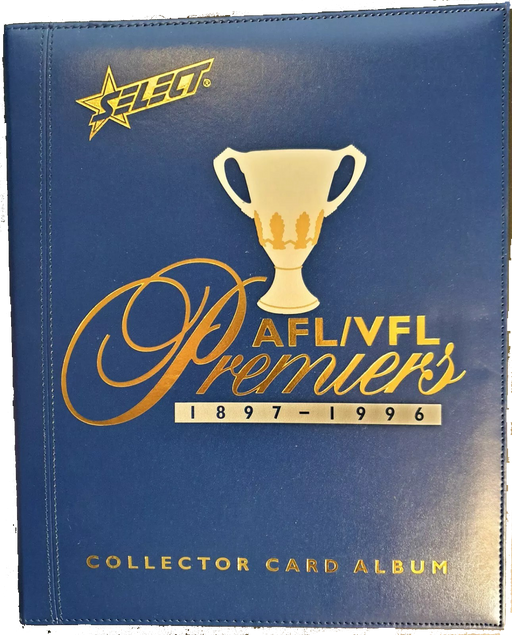 SELECT®
AFL/VFL
Premiers
1897-1996
COLLECTOR CARD ALBUM